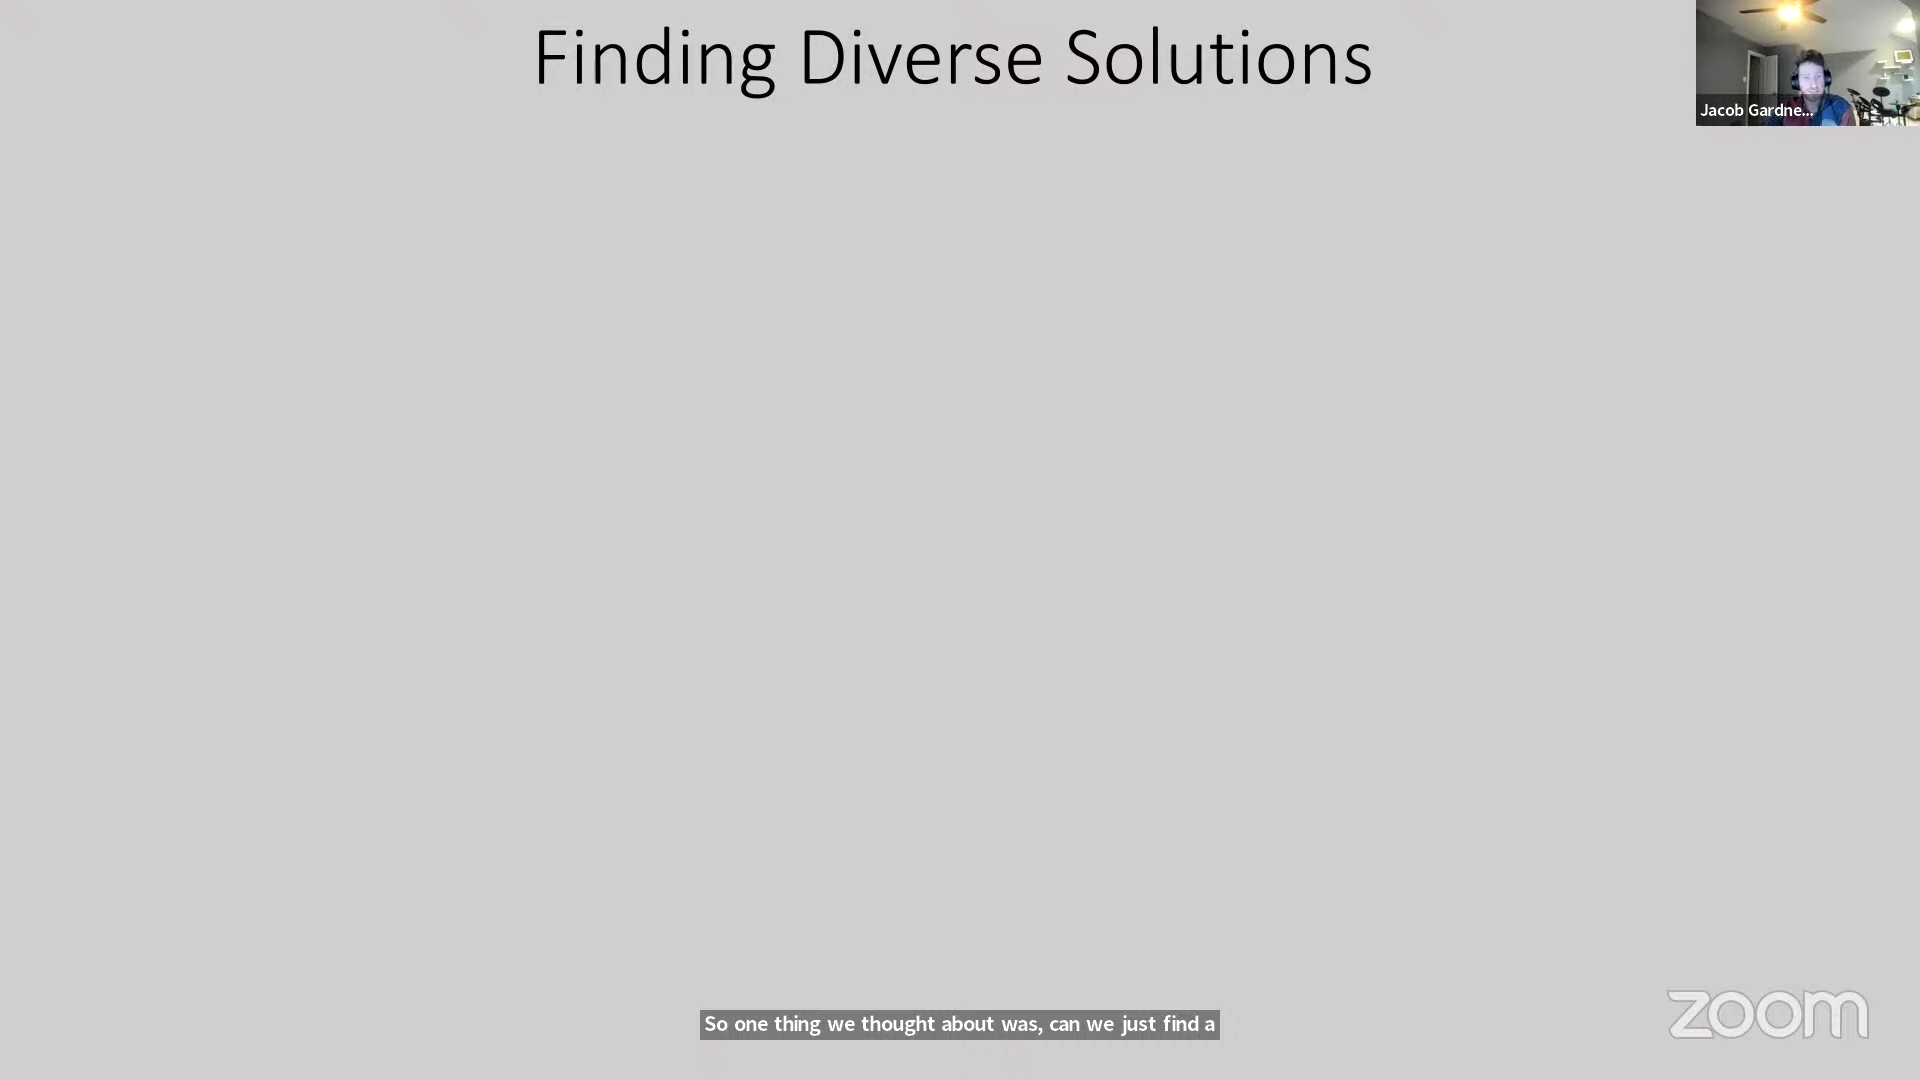 Finding Diverse Solutions
Jacob Gardne...
So one thing we thought about was, can we just find a
zoom